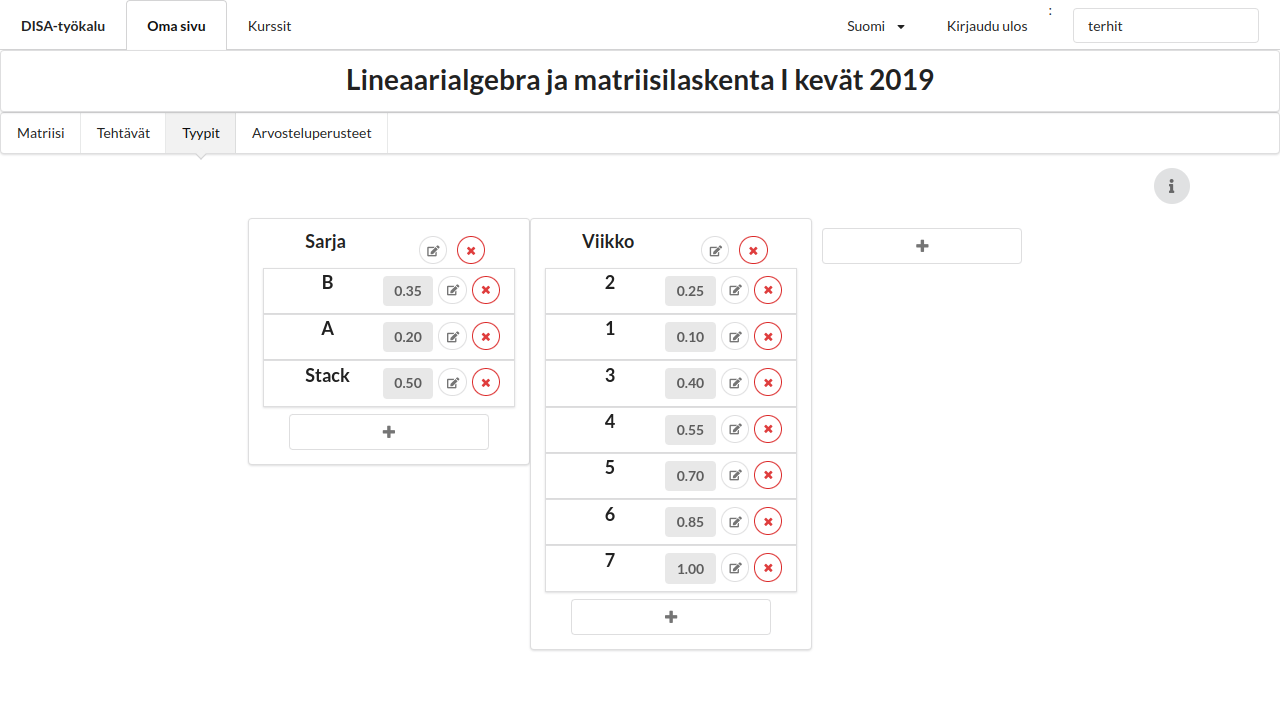 DISA-työkalu Oma sivu Kurssit Suomi Kirjaudu ulos : terhit
Lineaarialgebra ja matriisilaskenta I kevät 2019
Matriisi Tehtävät Tyypit Arvosteluperusteet
Sarja
B 0.35
A 0.20
Stack 0.50
Viikko
2 0.25
1 0.10
3 0.40
4 0.55
5 0.70
6 0.85
7 1.00